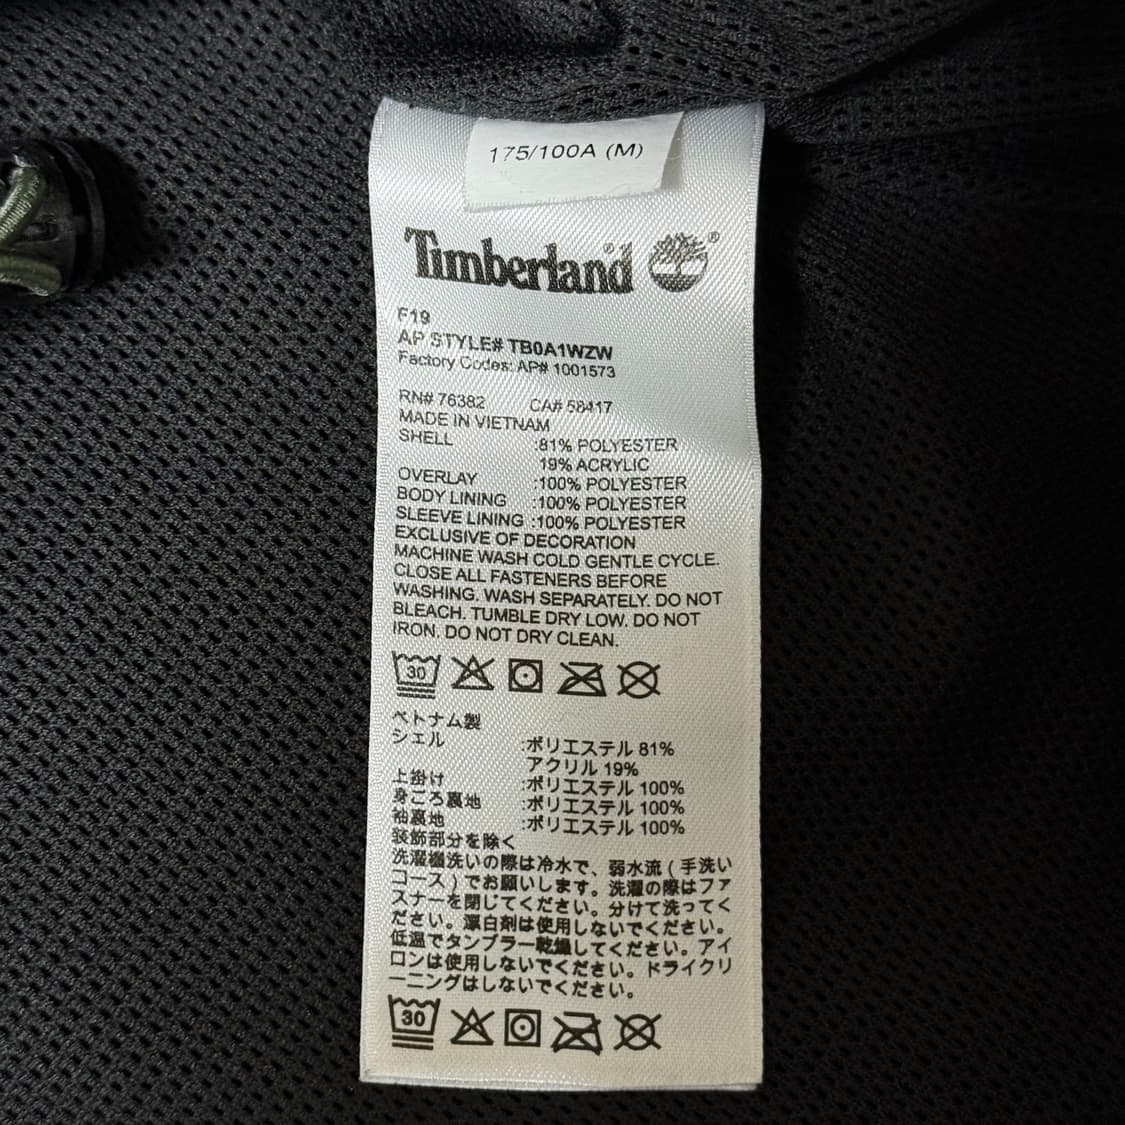 175/100A (M)
Timberland® ®
F19
AP STYLE# TB0A1WZW
Factory Codes: AP# 1001573
RN# 76382 CA# 58417
MADE IN VIETNAM
SHELL :81% POLYESTER
19% ACRYLIC
OVERLAY :100% POLYESTER
BODY LINING :100% POLYESTER
SLEEVE LINING :100% POLYESTER
EXCLUSIVE OF DECORATION
MACHINE WASH COLD GENTLE CYCLE.
CLOSE ALL FASTENERS BEFORE
WASHING. WASH SEPARATELY. DO NOT
BLEACH. TUMBLE DRY LOW. DO NOT
IRON. DO NOT DRY CLEAN.
30
ベトナム製
シェル :ポリエステル 81%
アクリル 19%
上掛け :ポリエステル 100%
身ごろ裏地 :ポリエステル 100%
袖裏地 :ポリエステル 100%
装飾部分を除く
洗濯機洗いの際は冷水で、弱水流 ( 手洗い
コース ) でお願いします。洗濯の際はファ
スナーを閉じてください。分けて洗ってく
ださい。漂白剤は使用しないでください。
低温でタンブラー乾燥してください。アイ
ロンは使用しないでください。ドライクリ
ーニングはしないでください。
30